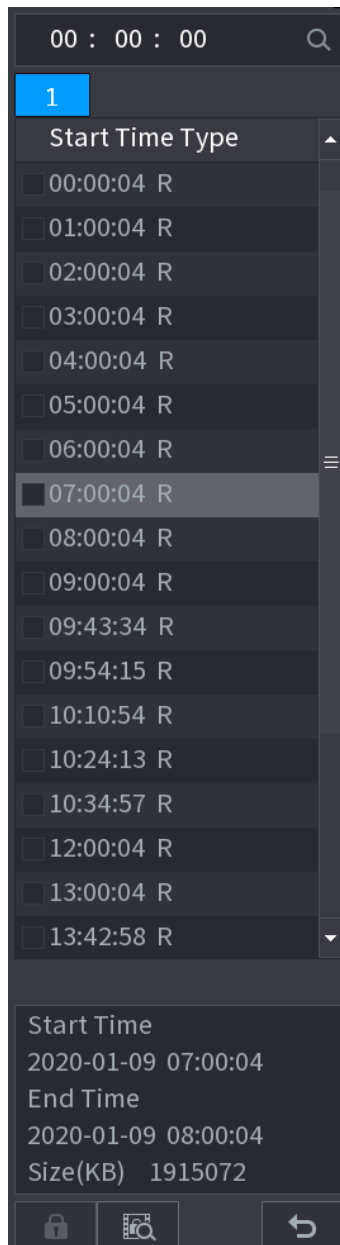 00 : 00 : 00
1
Start Time Type
00:00:04 R
01:00:04 R
02:00:04 R
03:00:04 R
04:00:04 R
05:00:04 R
06:00:04 R
07:00:04 R
08:00:04 R
09:00:04 R
09:43:34 R
09:54:15 R
10:10:54 R
10:24:13 R
10:34:57 R
12:00:04 R
13:00:04 R
13:42:58 R
Start Time
2020-01-09 07:00:04
End Time
2020-01-09 08:00:04
Size(KB) 1915072